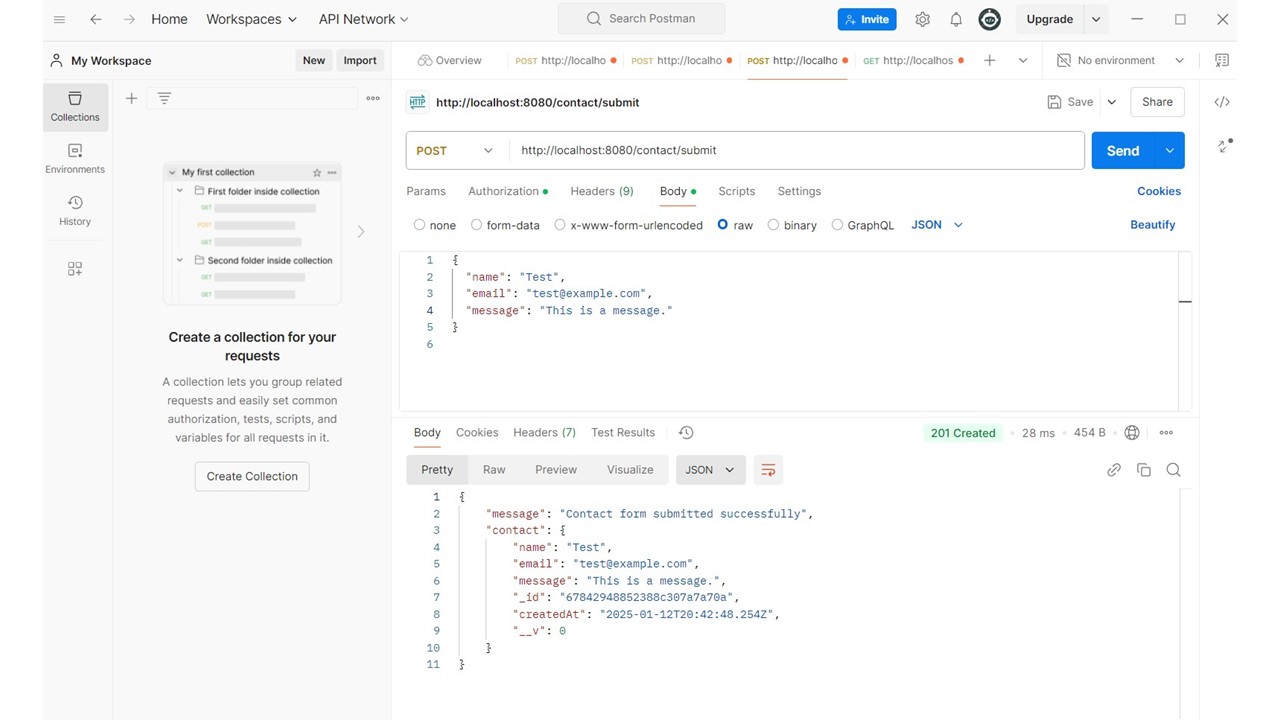 Home Workspaces API Network Search Postman Invite Upgrade
My Workspace New Import Overview POST http://localho POST http://localho POST http://localho GET http://localhos No environment
Collections
Environments
History
My first collection
First folder inside collection
GET
POST
GET
Second folder inside collection
GET
GET
Create a collection for your
requests
A collection lets you group related
requests and easily set common
authorization, tests, scripts, and
variables for all requests in it.
Create Collection
HTTP http://localhost:8080/contact/submit Save Share
POST http://localhost:8080/contact/submit Send
Params Authorization Headers (9) Body Scripts Settings Cookies
none form-data x-www-form-urlencoded raw binary GraphQL JSON Beautify
1 {
2 "name": "Test",
3 "email": "test@example.com",
4 "message": "This is a message."
5 }
6
Body Cookies Headers (7) Test Results 201 Created 28 ms 454 B
Pretty Raw Preview Visualize JSON
1 {
2 "message": "Contact form submitted successfully",
3 "contact": {
4 "name": "Test",
5 "email": "test@example.com",
6 "message": "This is a message.",
7 "_id": "67842948852388c307a7a70a",
8 "createdAt": "2025-01-12T20:42:48.254Z",
9 "__v": 0
10 }
11 }